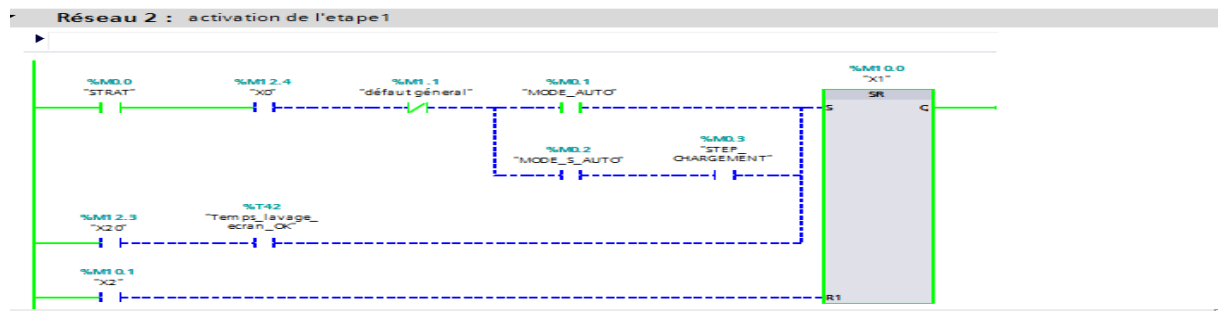 Réseau 2 : activation de l'etape1
%M0.0 %M12.4 %M1.1 %M0.1 %M10.0
"STRAT" "X0" "défaut géneral" "MODE_AUTO" "X1"
SR
S Q
%M0.2 %M0.3
"MODE_S_AUTO" "STEP_
CHARGEMENT"
%M12.3 %T42
"X20" "Temps_lavage_
ecran_OK"
%M10.1
"X2"
R1